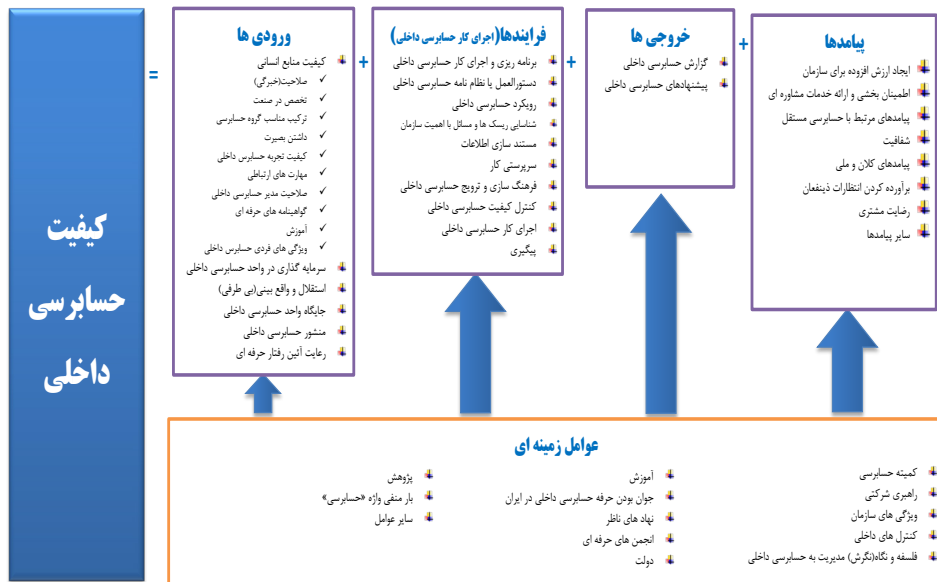 کیفیت
حسابرسی
داخلی
=
ورودی ها
کیفیت منابع انسانی
صلاحیت(خبرگی)
تخصص در صنعت
ترکیب مناسب گروه حسابرسی
داشتن بصیرت
کیفیت تجربه حسابرس داخلی
مهارت های ارتباطی
صلاحیت مدیر حسابرسی داخلی
گواهینامه های حرفه ای
آموزش
ویژگی های فردی حسابرس داخلی
سرمایه گذاری در واحد حسابرسی داخلی
استقلال و واقع بینی(بی طرفی)
جایگاه واحد حسابرسی داخلی
منشور حسابرسی داخلی
رعایت آئین رفتار حرفه ای
+
فرایندها(اجرای کار حسابرسی داخلی)
برنامه ریزی و اجرای کار حسابرسی داخلی
دستورالعمل یا نظام نامه حسابرسی داخلی
رویکرد حسابرسی داخلی
شناسایی ریسک ها و مسائل با اهمیت سازمان
مستند سازی اطلاعات
سرپرستی کار
فرهنگ سازی و ترویج حسابرسی داخلی
کنترل کیفیت حسابرسی داخلی
اجرای کار حسابرسی داخلی
پیگیری
+
خروجی ها
گزارش حسابرسی داخلی
پیشنهادهای حسابرسی داخلی
+
پیامدها
ایجاد ارزش افزوده برای سازمان
اطمینان بخشی و ارائه خدمات مشاوره ای
پیامدهای مرتبط با حسابرسی مستقل
شفافیت
پیامدهای کلان و ملی
برآورده کردن انتظارات ذینفعان
رضایت مشتری
سایر پیامدها
عوامل زمینه ای
کمیته حسابرسی
راهبری شرکتی
ویژگی های سازمان
کنترل های داخلی
فلسفه و نگاه(نگرش) مدیریت به حسابرسی داخلی
آموزش
جوان بودن حرفه حسابرسی داخلی در ایران
نهاد های ناظر
انجمن های حرفه ای
دولت
پژوهش
بار منفی واژه «حسابرسی»
سایر عوامل